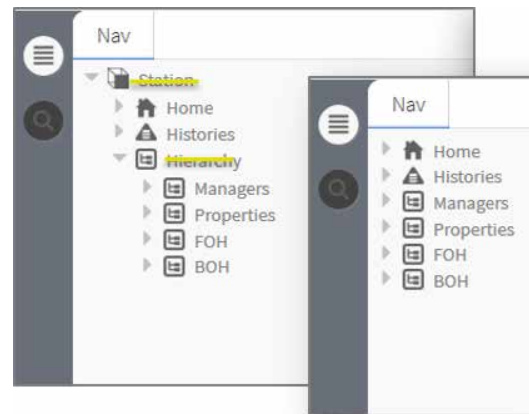 Nav
Station
Home
Histories
Hierarchy
Managers
Properties
FOH
BOH
Nav
Home
Histories
Managers
Properties
FOH
BOH